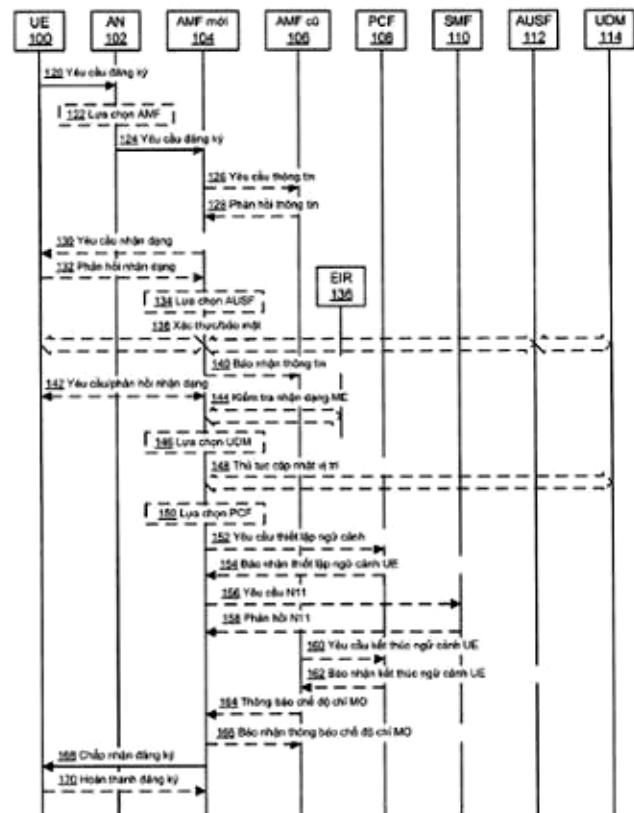 UE AN AMF mới AMF cũ PCF SMF AUSF UDM
100 102 104 106 108 110 112 114
120 Yêu cầu đăng ký
122 Lựa chọn AMF
124 Yêu cầu đăng ký
126 Yêu cầu thông tin
128 Phản hồi thông tin
130 Yêu cầu nhận dạng
132 Phản hồi nhận dạng
EIR
136
134 Lựa chọn AUSF
138 Xác thực/bảo mật
140 Báo nhận thông tin
142 Yêu cầu/phản hồi nhận dạng
144 Kiểm tra nhận dạng ME
146 Lựa chọn UDM
148 Thủ tục cập nhật vị trí
150 Lựa chọn PCF
152 Yêu cầu thiết lập ngữ cảnh
154 Báo nhận thiết lập ngữ cảnh UE
156 Yêu cầu N11
158 Phản hồi N11
160 Yêu cầu kết thúc ngữ cảnh UE
162 Báo nhận kết thúc ngữ cảnh UE
164 Thông báo chế độ chỉ MO
166 Báo nhận thông báo chế độ chỉ MO
168 Chấp nhận đăng ký
170 Hoàn thành đăng ký